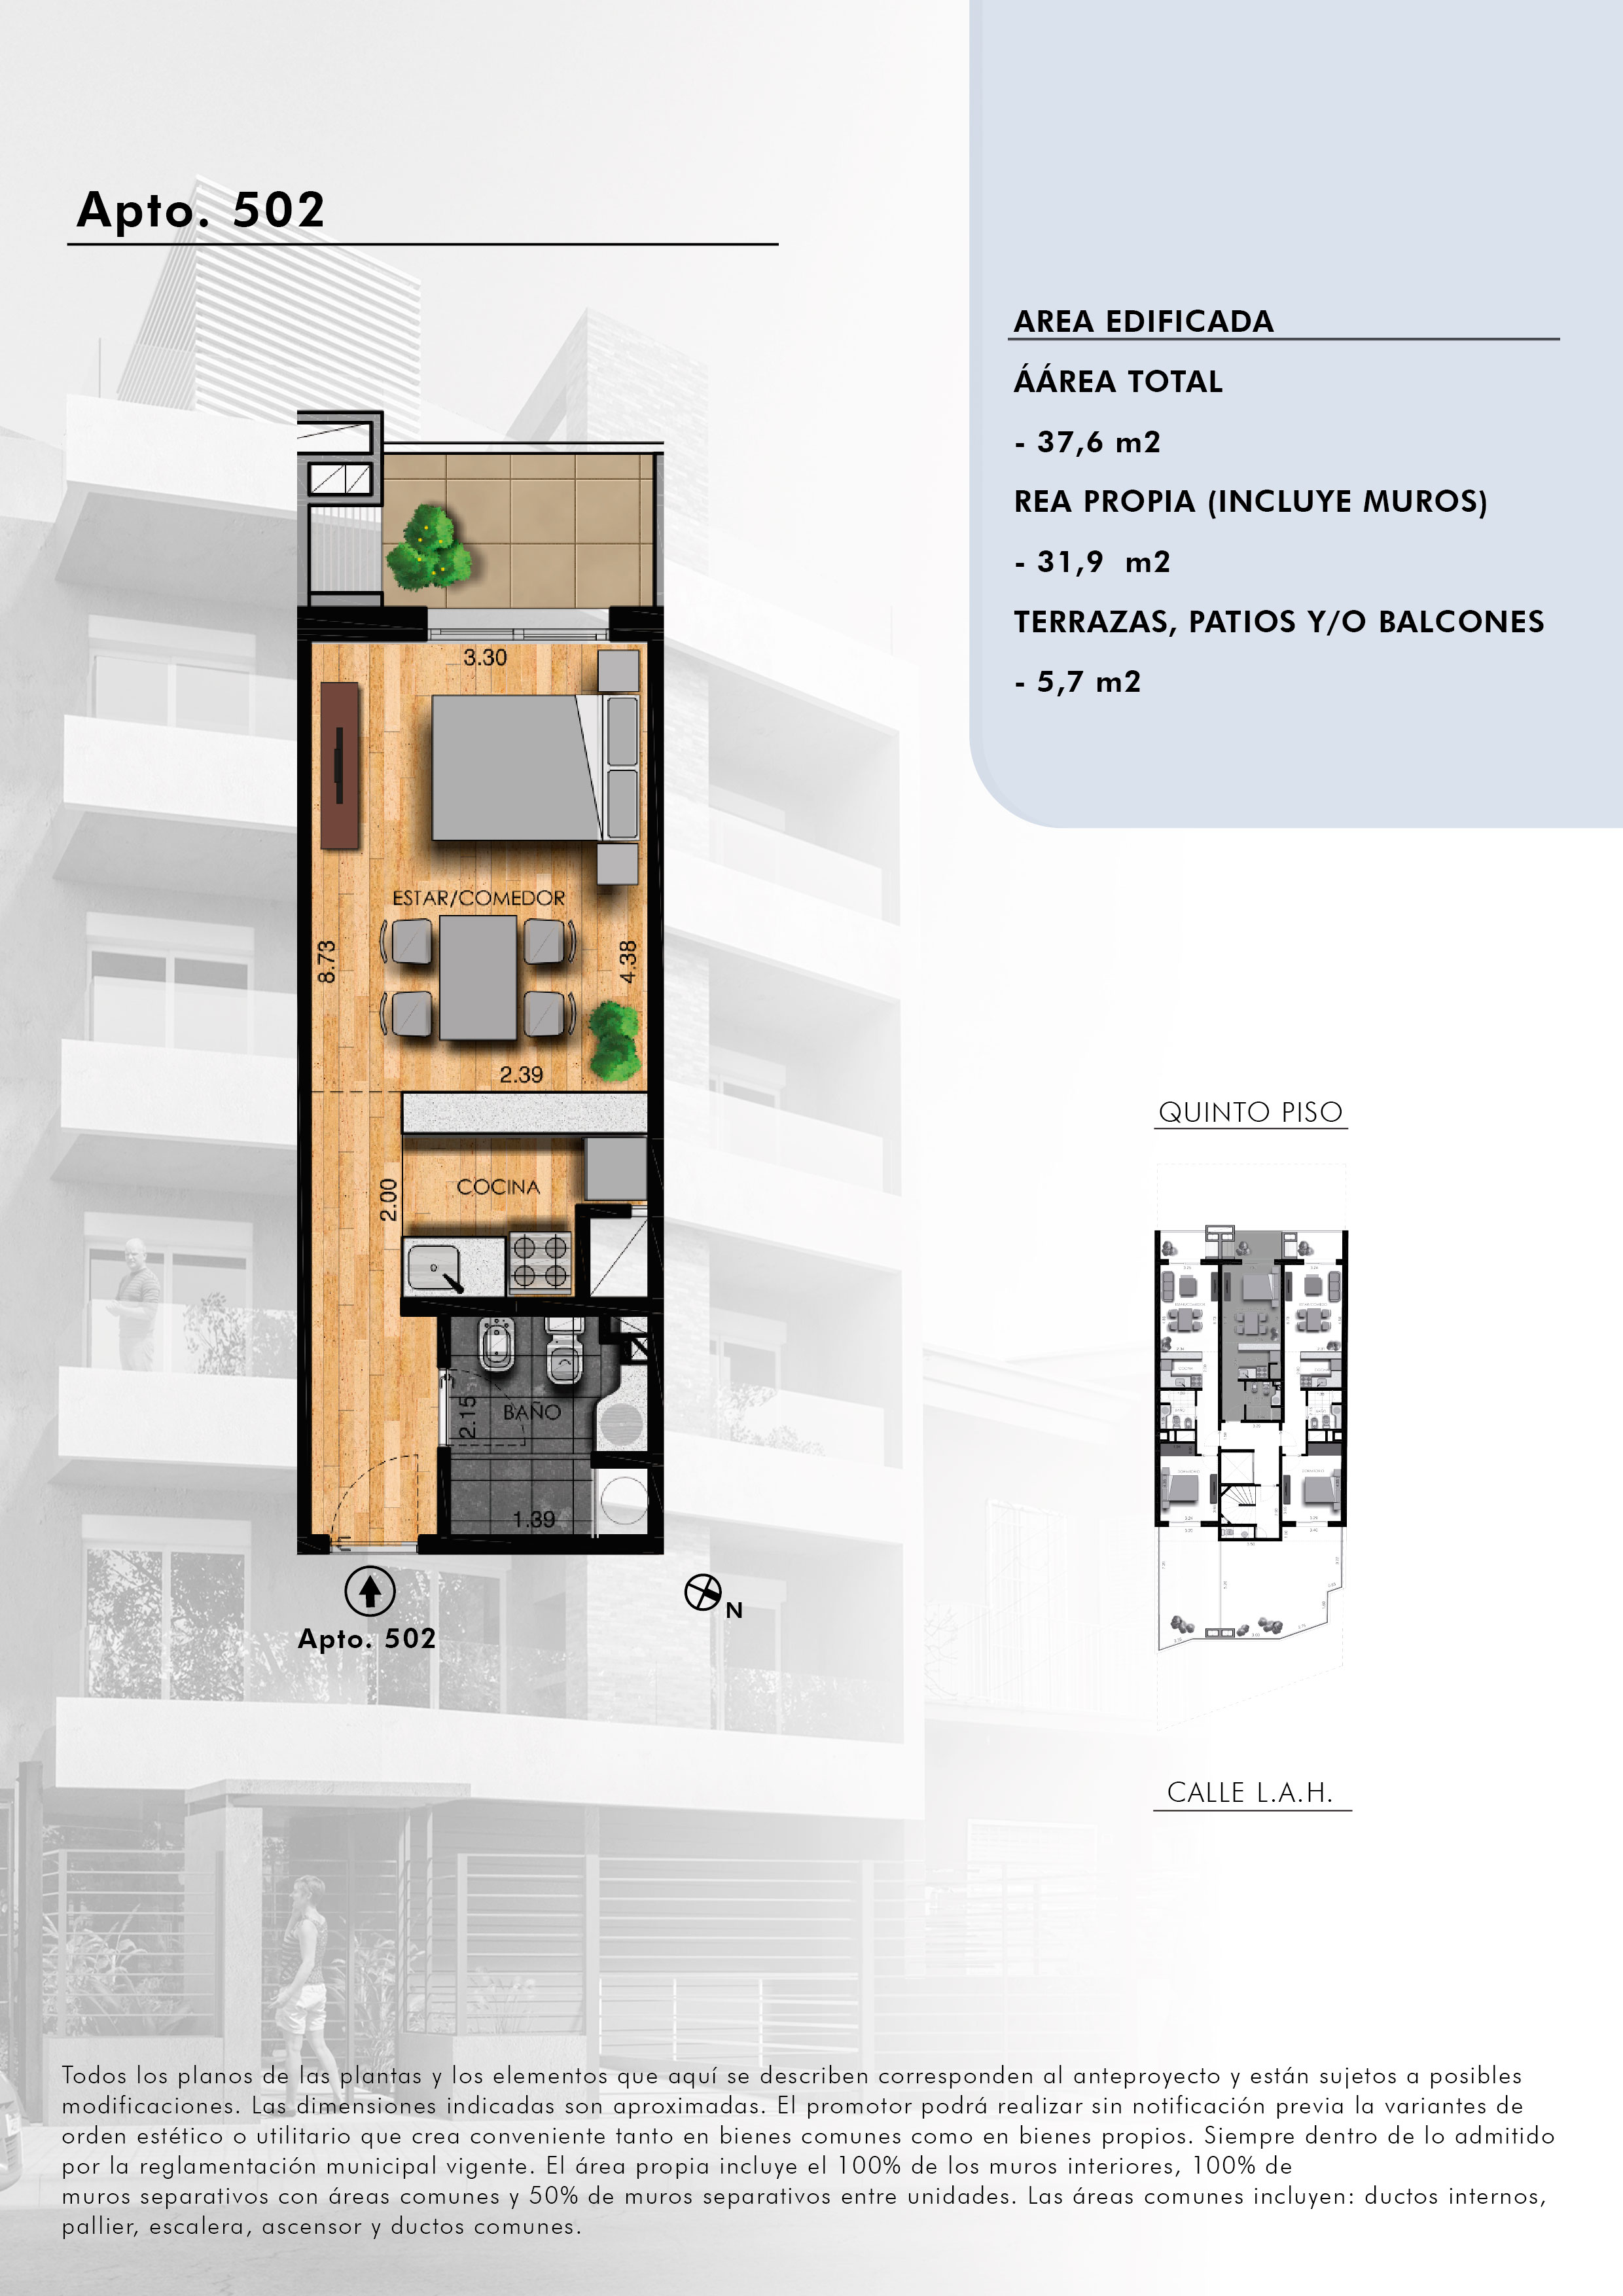 Apto. 502
AREA EDIFICADA
ÁÁREA TOTAL
- 37,6 m2
REA PROPIA (INCLUYE MUROS)
- 31,9 m2
TERRAZAS, PATIOS Y/O BALCONES
- 5,7 m2
3.30
ESTAR/COMEDOR
8.73
4.38
2.39
2.00
COCINA
2.15
BAÑO
1.39
N
Apto. 502
QUINTO PISO
CALLE L.A.H.
Todos los planos de las plantas y los elementos que aquí se describen corresponden al anteproyecto y están sujetos a posibles
modificaciones. Las dimensiones indicadas son aproximadas. El promotor podrá realizar sin notificación previa la variantes de
orden estético o utilitario que crea conveniente tanto en bienes comunes como en bienes propios. Siempre dentro de lo admitido
por la reglamentación municipal vigente. El área propia incluye el 100% de los muros interiores, 100% de
muros separativos con áreas comunes y 50% de muros separativos entre unidades. Las áreas comunes incluyen: ductos internos,
pallier, escalera, ascensor y ductos comunes.